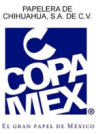 PAPELERA DE
CHIHUAHUA, S.A. DE C.V.
COPA
MEX
EL GRAN PAPEL DE MÉXICO